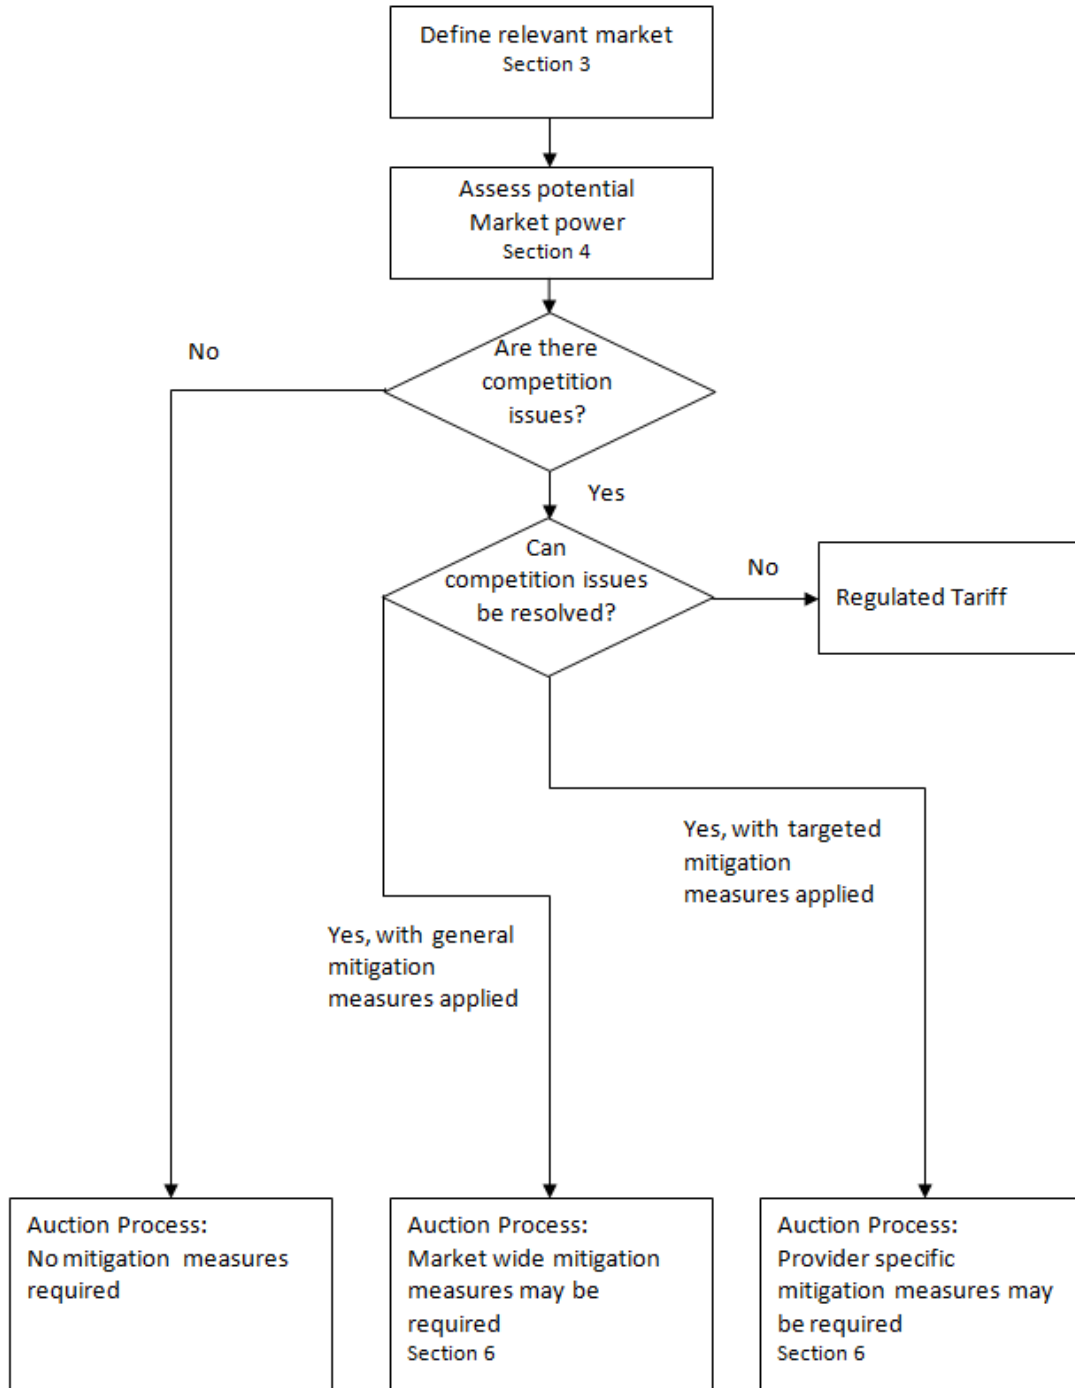 Define relevant market
Section 3
Assess potential
Market power
Section 4
No
Are there
competition
issues?
Yes
Can
competition issues
be resolved?
No
Regulated Tariff
Yes, with targeted
mitigation
measures applied
Yes, with general
mitigation
measures applied
Auction Process:
No mitigation measures
required
Auction Process:
Market wide mitigation
measures may be
required
Section 6
Auction Process:
Provider specific
mitigation measures may
be required
Section 6